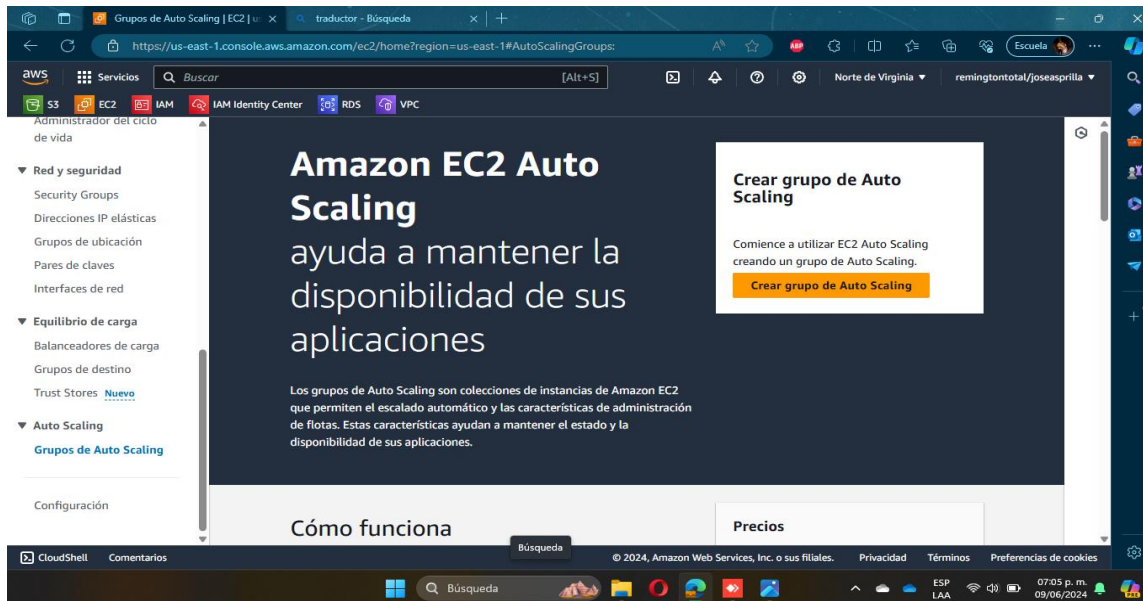 Grupos de Auto Scaling | EC2 | u:
traductor - Búsqueda
https://us-east-1.console.aws.amazon.com/ec2/home?region=us-east-1#AutoScalingGroups:
ABP
Escuela
aws
Servicios
Buscar
[Alt+S]
Norte de Virginia
remingtontotal/joseasprilla
S3
EC2
IAM
IAM Identity Center
RDS
VPC
Administrador del ciclo
de vida
Red y seguridad
Security Groups
Direcciones IP elásticas
Grupos de ubicación
Pares de claves
Interfaces de red
Equilibrio de carga
Balanceadores de carga
Grupos de destino
Trust Stores Nuevo
Auto Scaling
Grupos de Auto Scaling
Configuración
Amazon EC2 Auto
Scaling
ayuda a mantener la
disponibilidad de sus
aplicaciones
Los grupos de Auto Scaling son colecciones de instancias de Amazon EC2
que permiten el escalado automático y las características de administración
de flotas. Estas características ayudan a mantener el estado y la
disponibilidad de sus aplicaciones.
Crear grupo de Auto
Scaling
Comience a utilizar EC2 Auto Scaling
creando un grupo de Auto Scaling.
Crear grupo de Auto Scaling
Cómo funciona
Precios
Búsqueda
CloudShell
Comentarios
© 2024, Amazon Web Services, Inc. o sus filiales.
Privacidad
Términos
Preferencias de cookies
Búsqueda
ESP
LAA
07:05 p. m.
09/06/2024